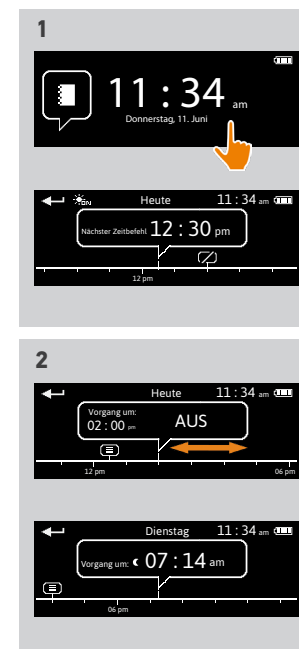 1
11 : 34 am
Donnerstag, 11. Juni
ON Heute 11 : 34 am
Nächster Zeitbefehl 12 : 30 pm
12 pm
2
Heute 11 : 34 am
Vorgang um:
02 : 00 pm AUS
12 pm 06 pm
Dienstag 11 : 34 am
Vorgang um: 07 : 14 am
06 pm